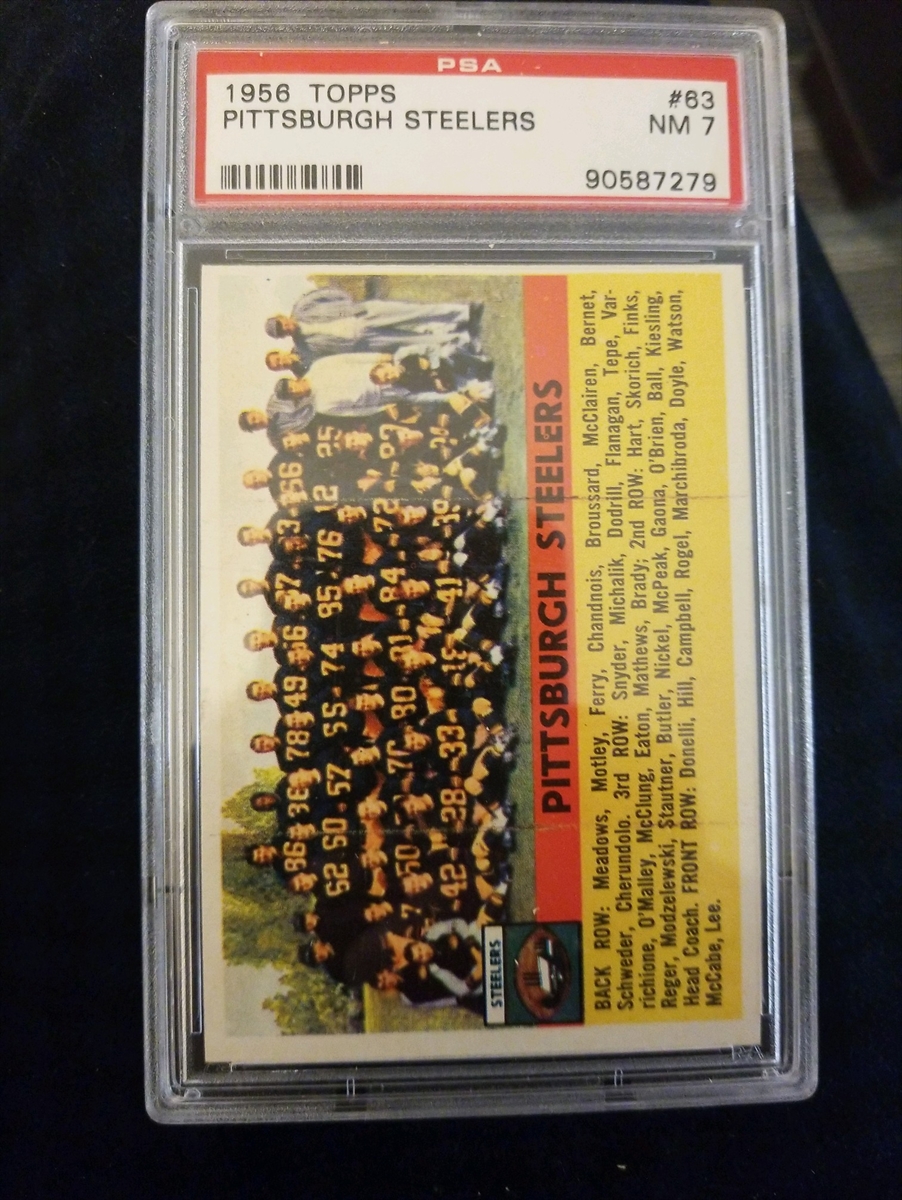 PSA
1956 TOPPS #63
PITTSBURGH STEELERS NM 7
90587279
PITTSBURGH STEELERS
STEELERS
BACK ROW: Meadows, Motley, Ferry, Chandnois, Broussard, McClairen, Bernet,
Schweder, Cherundolo. 3rd ROW: Snyder, Michalik, Dodrill, Flanagan, Tepe, Var-
richione, O'Malley, McClung, Eaton, Mathews, Brady; 2nd ROW: Hart, Skorich, Finks,
Reger, Modzelewski, Stautner, Butler, Nickel, McPeak, Gaona, O'Brien, Ball, Kiesling,
Head Coach. FRONT ROW: Donelli, Hill, Campbell, Rogel, Marchibroda, Doyle, Watson,
McCabe, Lee.